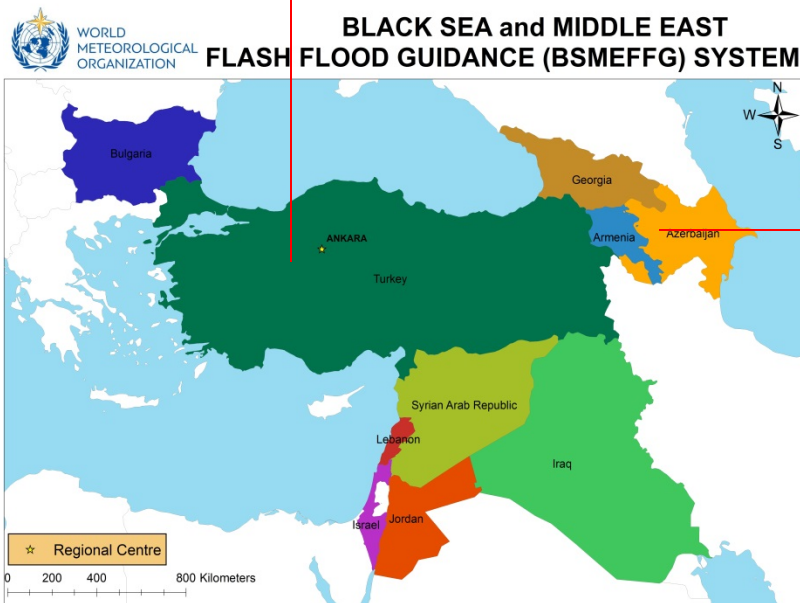 WORLD
METEOROLOGICAL
ORGANIZATION
BLACK SEA and MIDDLE EAST
FLASH FLOOD GUIDANCE (BSMEFFG) SYSTEM
N
W
S
Bulgaria
Georgia
Azerbaijan
Armenia
ANKARA
Turkey
Syrian Arab Republic
Lebanon
Iraq
Israel
Jordan
Regional Centre
0 200 400 800 Kilometers